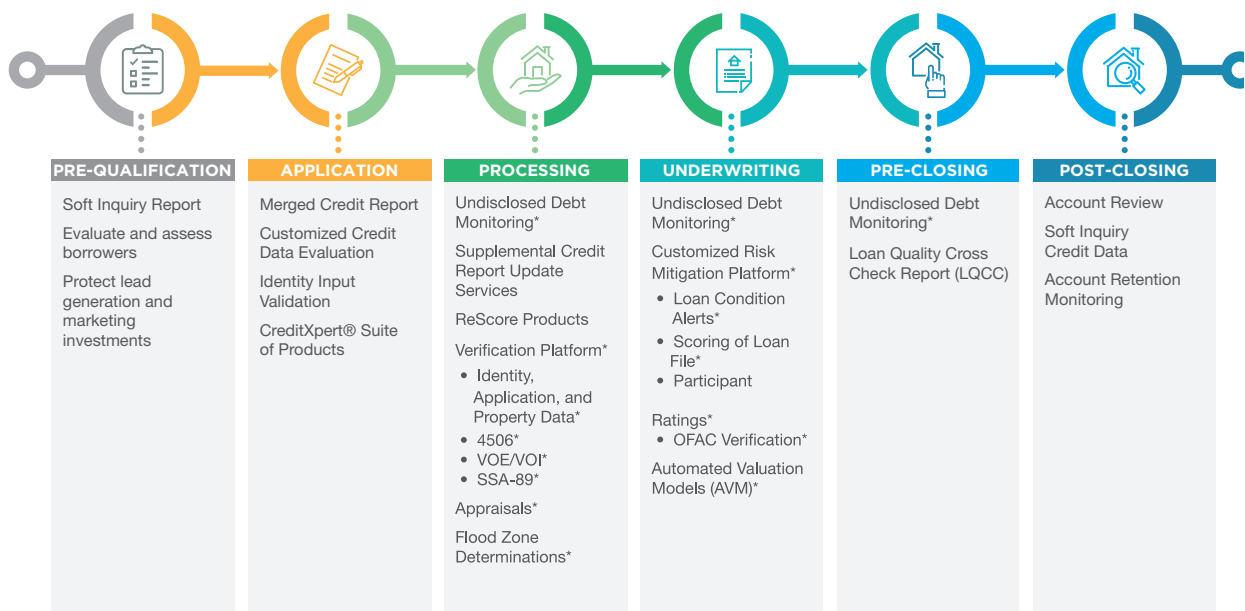 PRE-QUALIFICATION
Soft Inquiry Report
Evaluate and assess
borrowers
Protect lead
generation and
marketing
investments
APPLICATION
Merged Credit Report
Customized Credit
Data Evaluation
Identity Input
Validation
CreditXpert® Suite
of Products
PROCESSING
Undisclosed Debt
Monitoring*
Supplemental Credit
Report Update
Services
ReScore Products
Verification Platform*
• Identity,
Application, and
Property Data*
• 4506*
• VOE/VOI*
• SSA-89*
Appraisals*
Flood Zone
Determinations*
UNDERWRITING
Undisclosed Debt
Monitoring*
Customized Risk
Mitigation Platform*
• Loan Condition
Alerts*
• Scoring of Loan
File*
• Participant
Ratings*
• OFAC Verification*
Automated Valuation
Models (AVM)*
PRE-CLOSING
Undisclosed Debt
Monitoring*
Loan Quality Cross
Check Report (LQCC)
POST-CLOSING
Account Review
Soft Inquiry
Credit Data
Account Retention
Monitoring